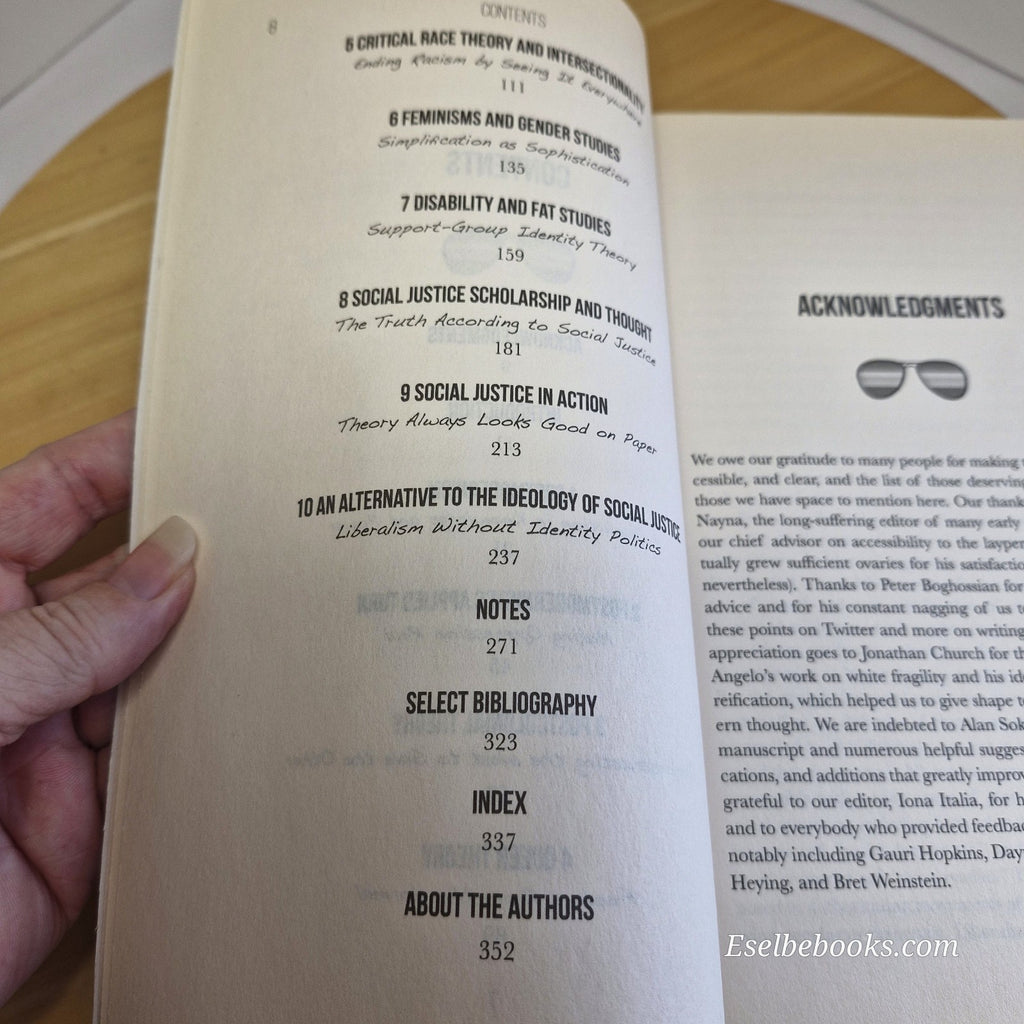 8
CONTENTS
5 CRITICAL RACE THEORY AND INTERSECTIONALITY
Ending Racism by Seeing It Everywhere
111
6 FEMINISMS AND GENDER STUDIES
Simplification as Sophistication
135
7 DISABILITY AND FAT STUDIES
Support-Group Identity Theory
159
8 SOCIAL JUSTICE SCHOLARSHIP AND THOUGHT
The Truth According to Social Justice
181
9 SOCIAL JUSTICE IN ACTION
Theory Always Looks Good on Paper
213
10 AN ALTERNATIVE TO THE IDEOLOGY OF SOCIAL JUSTICE
Liberalism Without Identity Politics
237
NOTES
271
SELECT BIBLIOGRAPHY
323
INDEX
337
ABOUT THE AUTHORS
352
ACKNOWLEDGMENTS
We owe our gratitude to many people for making
cessible, and clear, and the list of those deserving
those we have space to mention here. Our thank
Nayna, the long-suffering editor of many early
our chief advisor on accessibility to the layper
tually grew sufficient ovaries for his satisfactio
nevertheless). Thanks to Peter Boghossian for
advice and for his constant nagging of us t
these points on Twitter and more on writing
appreciation goes to Jonathan Church for th
Angelo's work on white fragility and his id
reification, which helped us to give shape t
ern thought. We are indebted to Alan Sok
manuscript and numerous helpful sugges
cations, and additions that greatly improv
grateful to our editor, Iona Italia, for h
and to everybody who provided feedba
notably including Gauri Hopkins, Day
Heying, and Bret Weinstein.
Eselbebooks.com